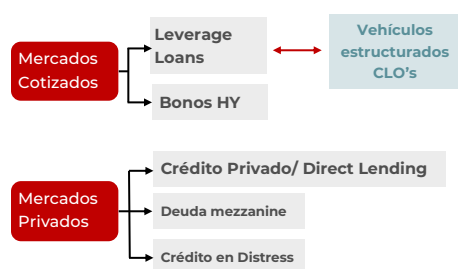 Mercados
Cotizados
Leverage
Loans
Vehículos
estructurados
CLO's
Bonos HY
Mercados
Privados
Crédito Privado/ Direct Lending
Deuda mezzanine
Crédito en Distress